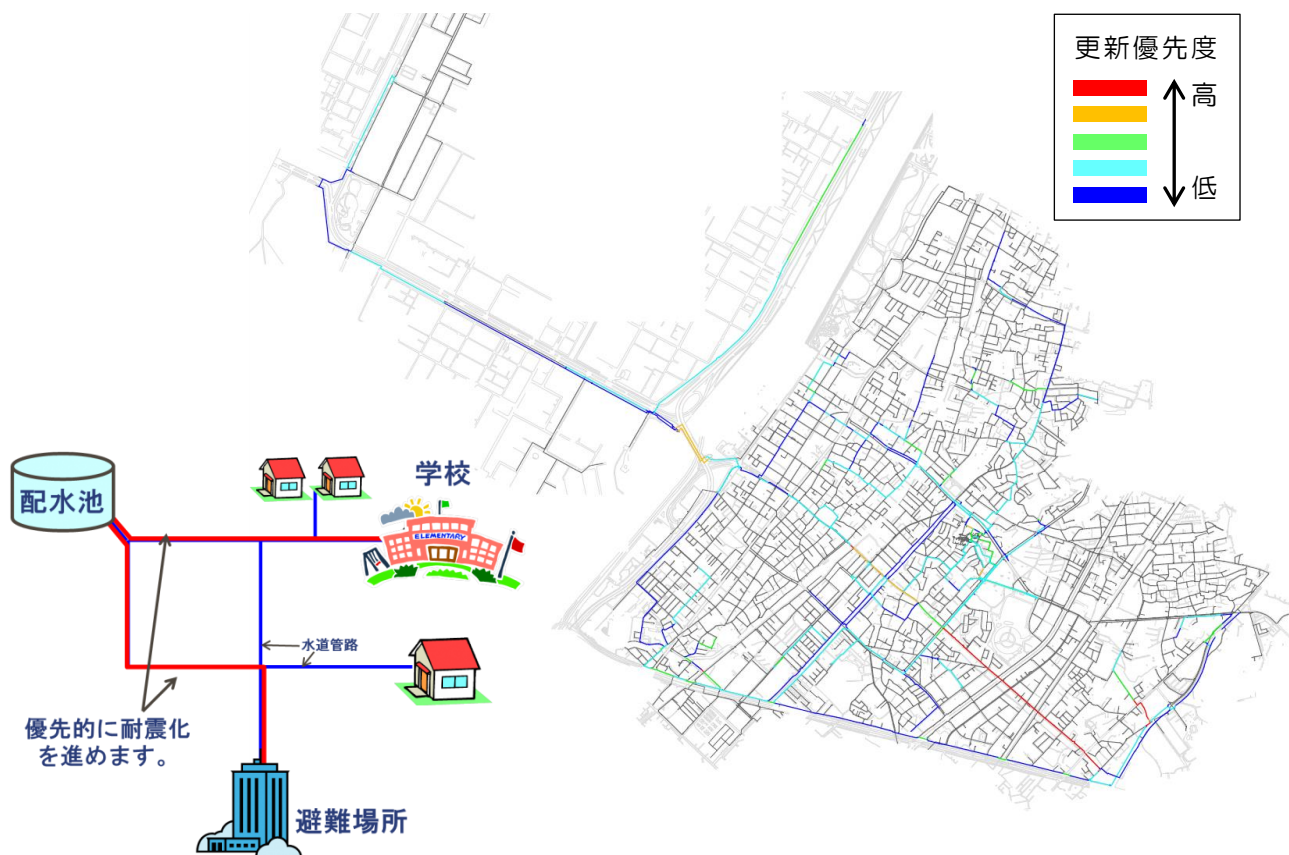 更新優先度
高
低
配水池
学校
ELEMENTARY
水道管路
優先的に耐震化
を進めます。
避難場所